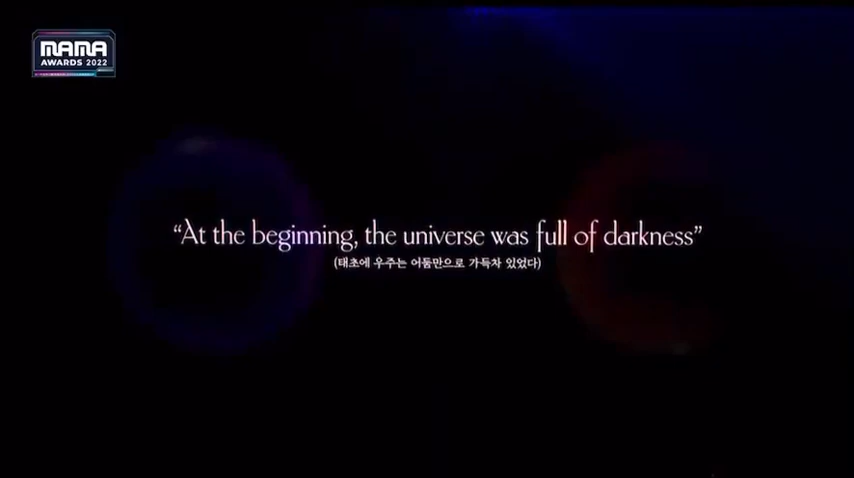 MAMA
AWARDS 2022
“At the beginning, the universe was full of darkness”
(태초에 우주는 어둠만으로 가득차 있었다)